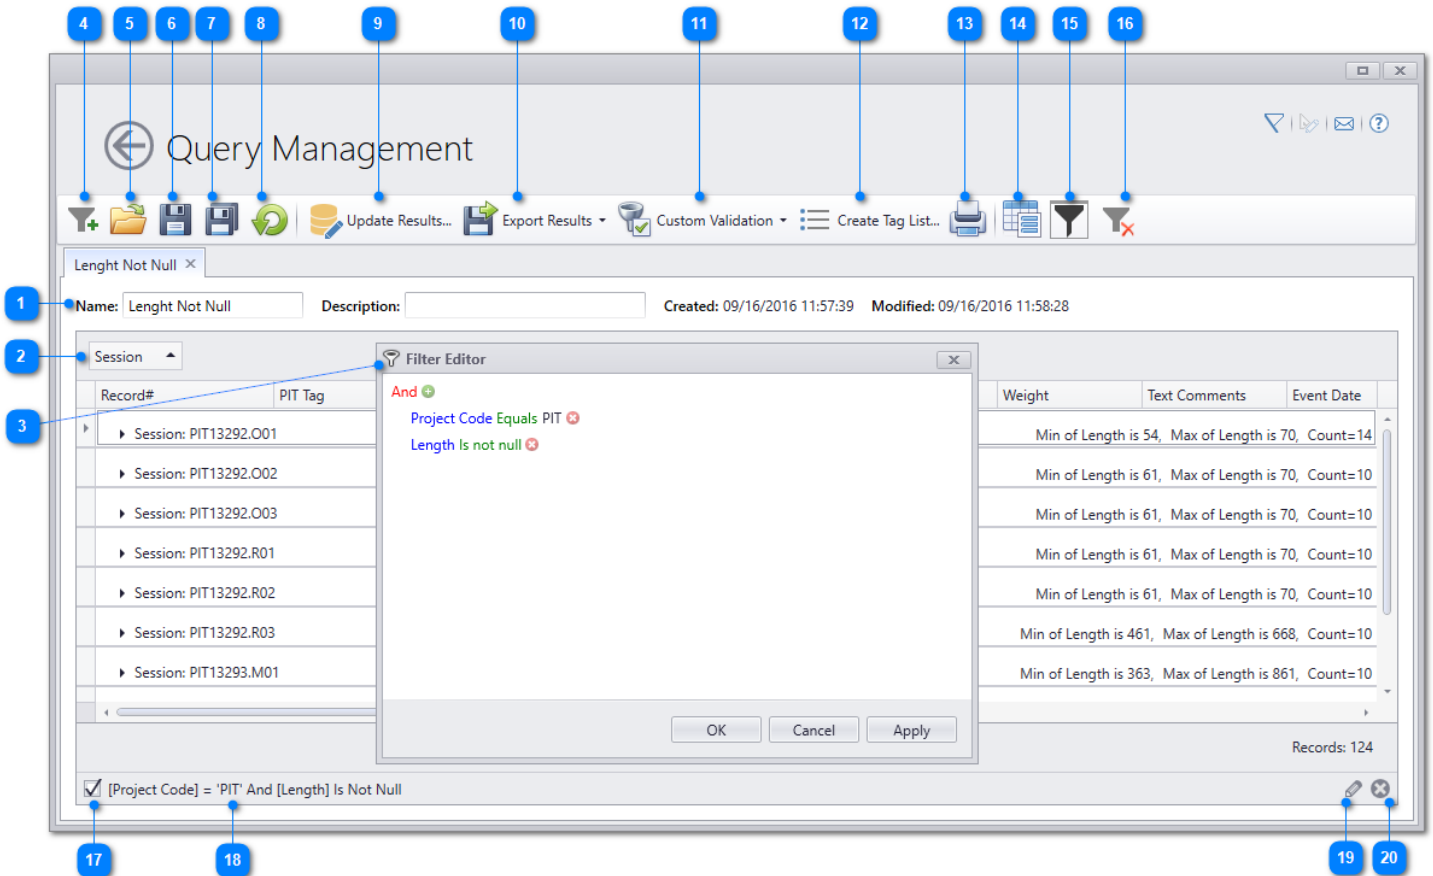 4 5 6 7 8 9 10 11 12 13 14 15 16
Query Management
Update Results... Export Results Custom Validation Create Tag List...
Lenght Not Null
1
Name: Lenght Not Null Description: Created: 09/16/2016 11:57:39 Modified: 09/16/2016 11:58:28
2
Session
Filter Editor
Record# PIT Tag Weight Text Comments Event Date
And
Project Code Equals PIT
Length Is not null
3
Session: PIT13292.O01 Min of Length is 54, Max of Length is 70, Count=14
Session: PIT13292.O02 Min of Length is 61, Max of Length is 70, Count=10
Session: PIT13292.O03 Min of Length is 61, Max of Length is 70, Count=10
Session: PIT13292.R01 Min of Length is 61, Max of Length is 70, Count=10
Session: PIT13292.R02 Min of Length is 61, Max of Length is 70, Count=10
Session: PIT13292.R03 Min of Length is 461, Max of Length is 668, Count=10
Session: PIT13293.M01 Min of Length is 363, Max of Length is 861, Count=10
OK Cancel Apply
Records: 124
[Project Code] = 'PIT' And [Length] Is Not Null
17 18 19 20